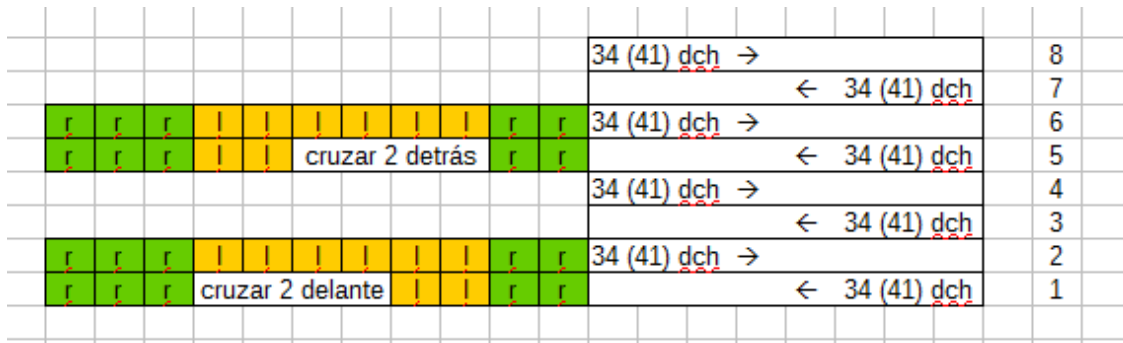 34 (41) dch → 8
← 34 (41) dch 7
r r r l l l l l l r r 34 (41) dch → 6
r r r l l cruzar 2 detrás r r ← 34 (41) dch 5
34 (41) dch → 4
← 34 (41) dch 3
r r r l l l l l l r r 34 (41) dch → 2
r r r cruzar 2 delante l l r r ← 34 (41) dch 1